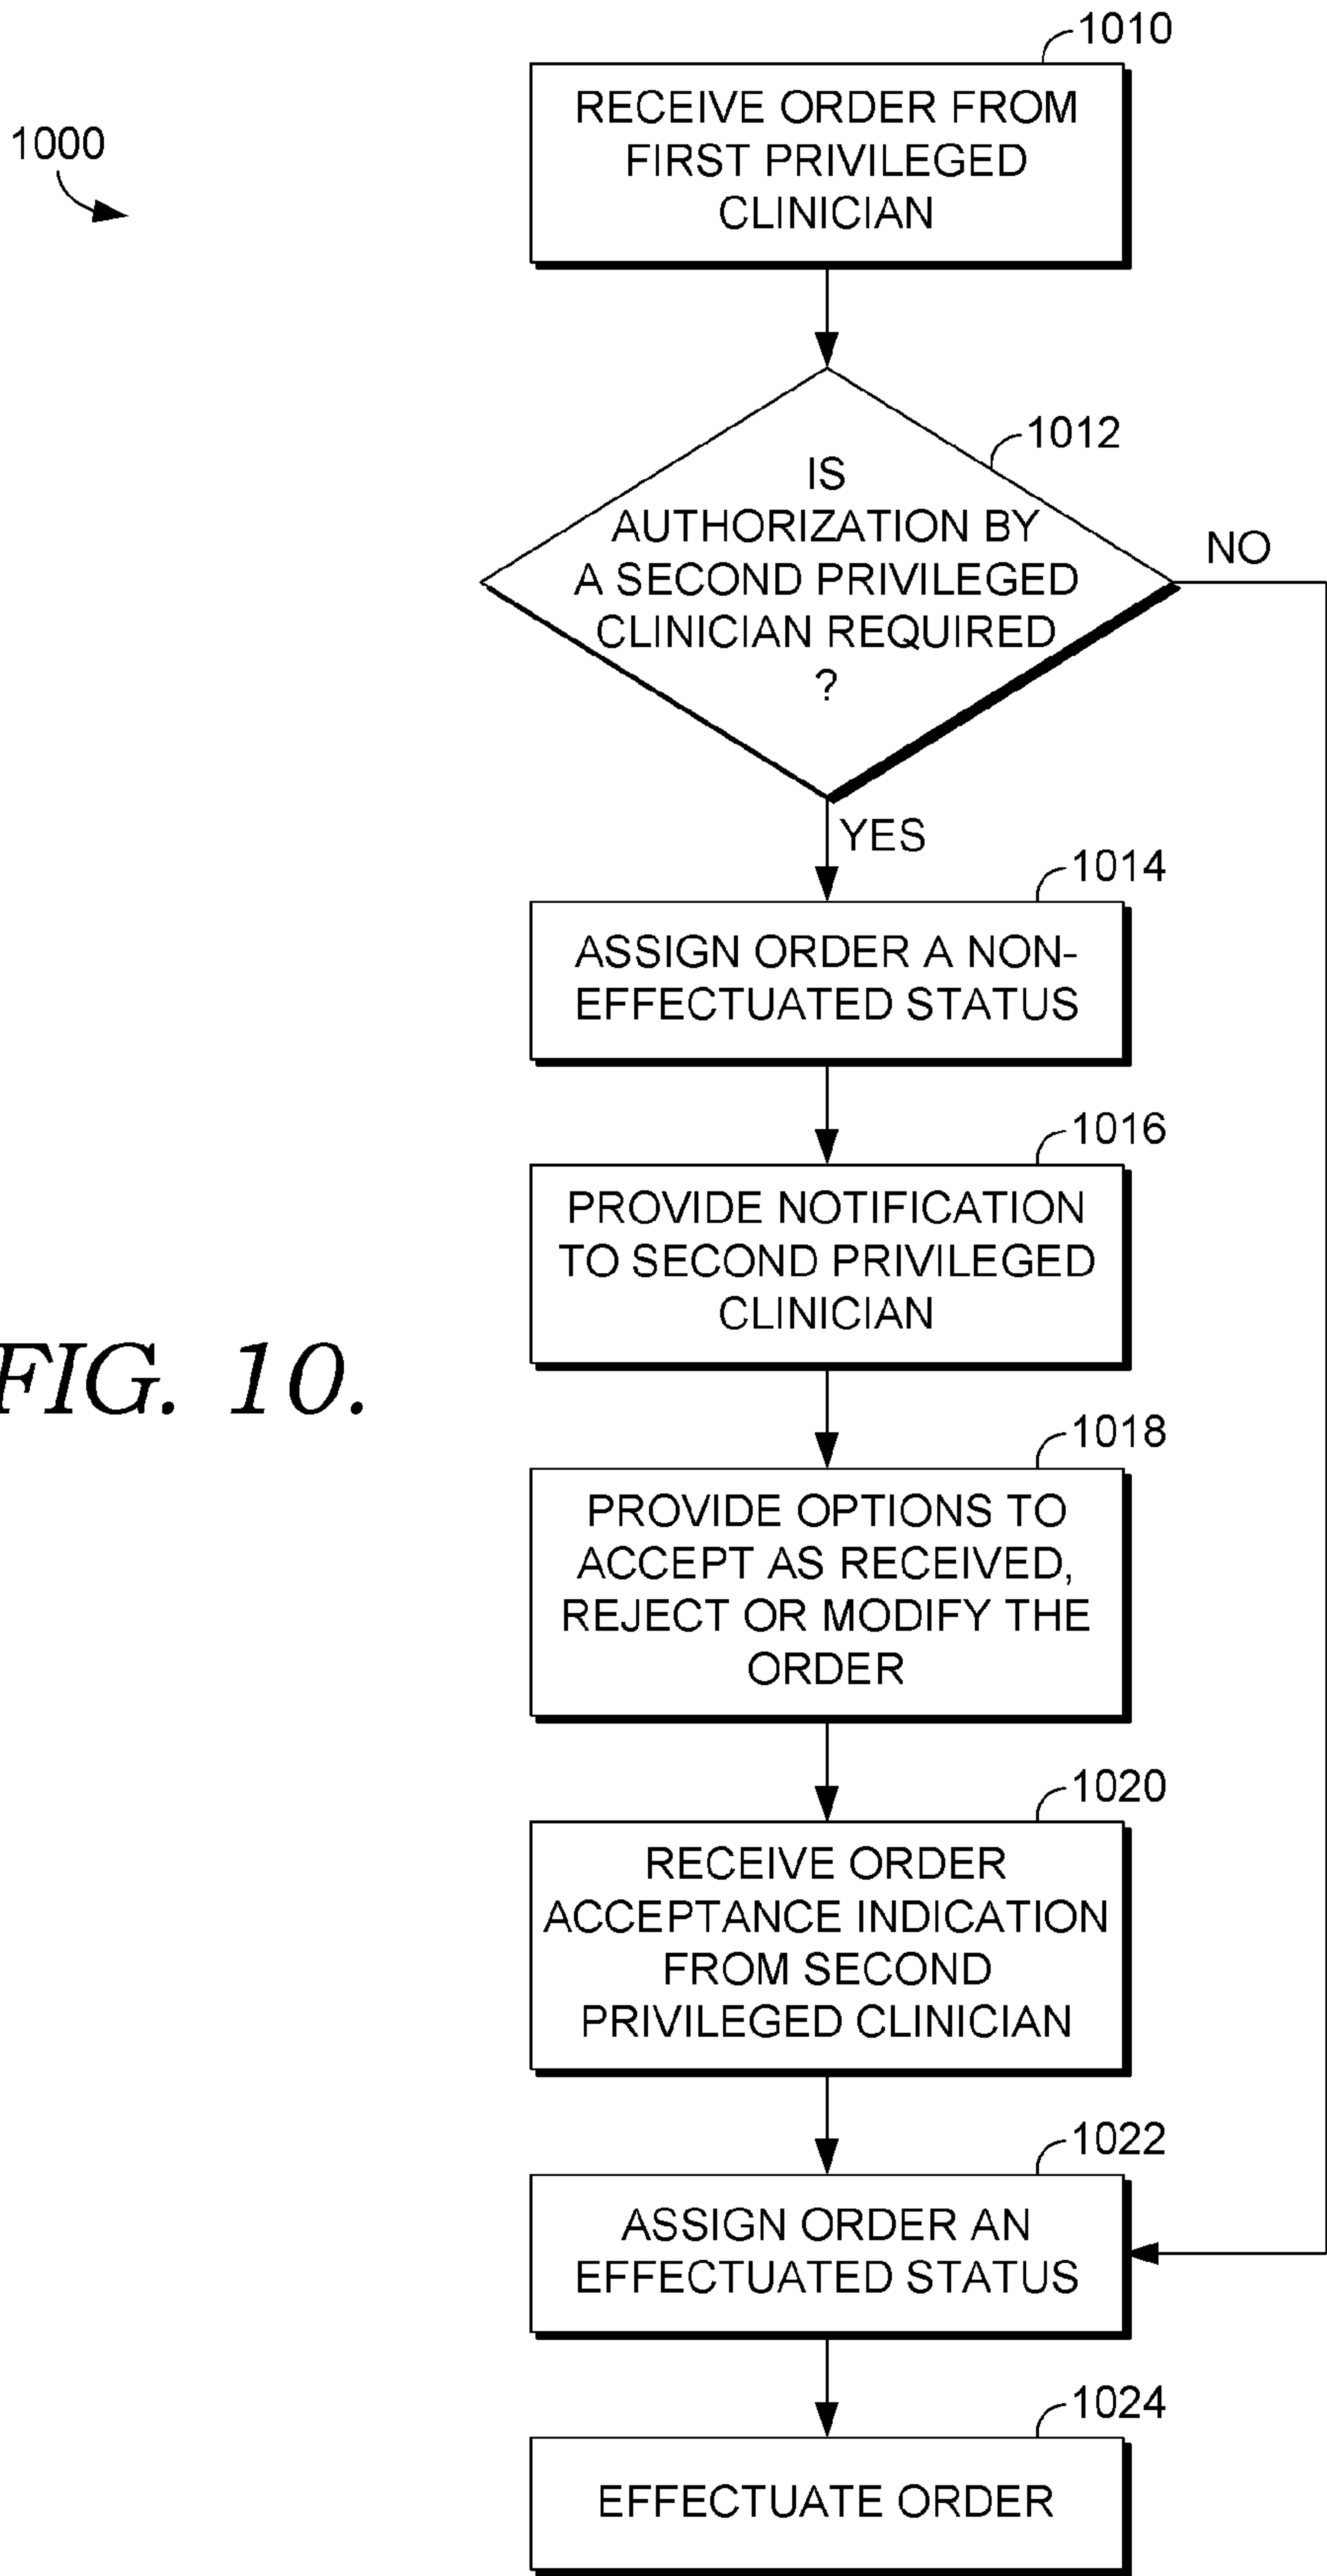 1000
1010
RECEIVE ORDER FROM
FIRST PRIVILEGED
CLINICIAN
1012
IS
AUTHORIZATION BY
A SECOND PRIVILEGED
CLINICIAN REQUIRED
?
NO
YES
1014
ASSIGN ORDER A NON-
EFFECTUATED STATUS
1016
PROVIDE NOTIFICATION
TO SECOND PRIVILEGED
CLINICIAN
FIG. 10.
1018
PROVIDE OPTIONS TO
ACCEPT AS RECEIVED,
REJECT OR MODIFY THE
ORDER
1020
RECEIVE ORDER
ACCEPTANCE INDICATION
FROM SECOND
PRIVILEGED CLINICIAN
1022
ASSIGN ORDER AN
EFFECTUATED STATUS
1024
EFFECTUATE ORDER